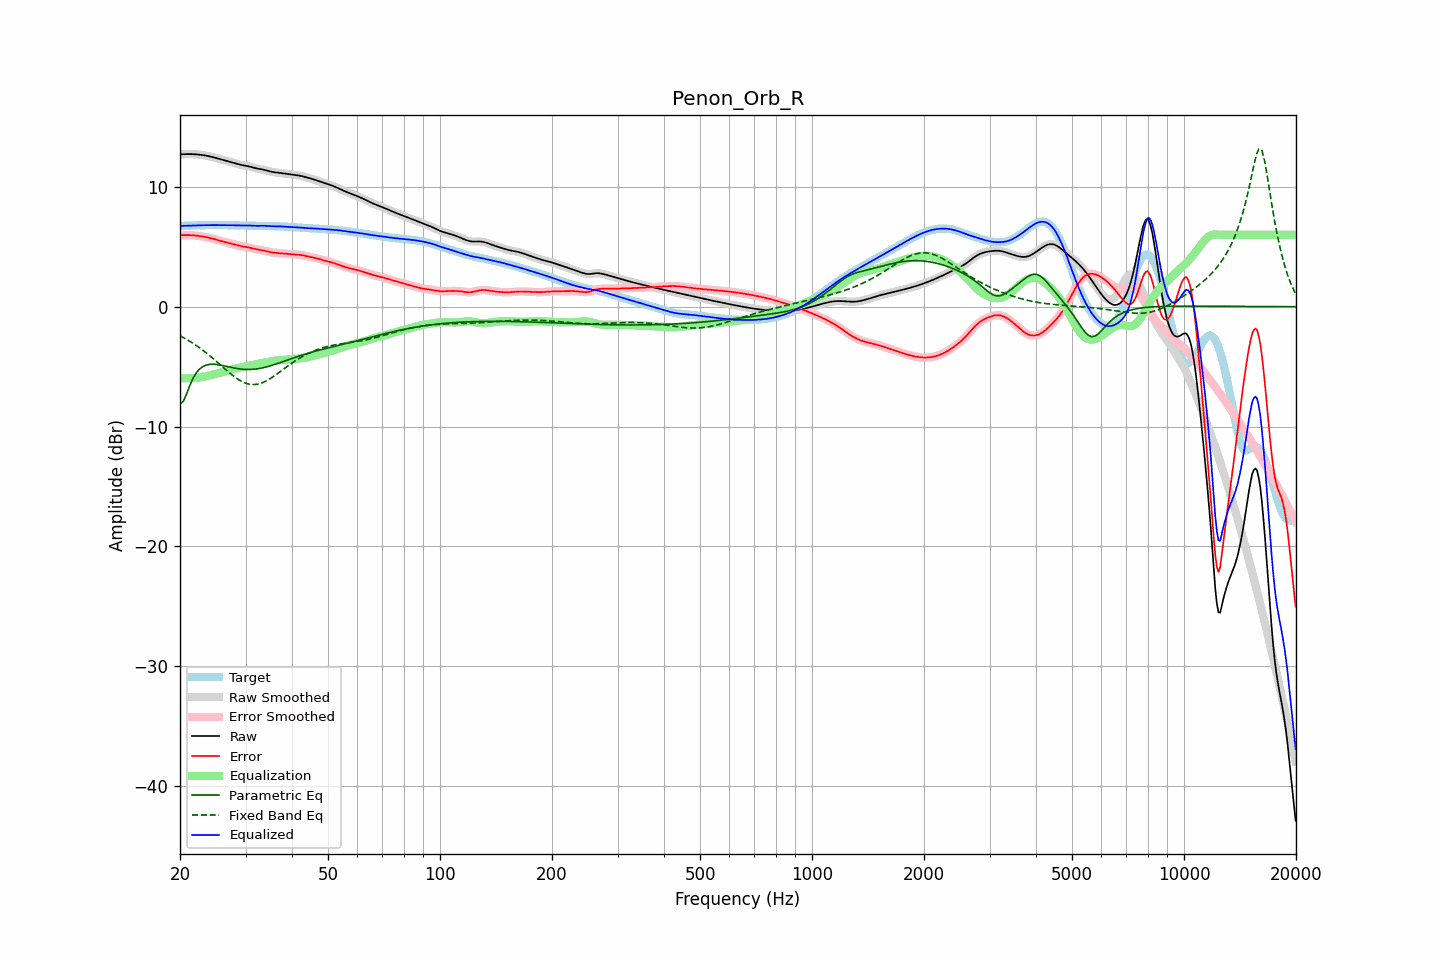 Penon_Orb_R
10
0
−10
−20
−30
−40
Amplitude (dBr)
Target
Raw Smoothed
Error Smoothed
Raw
Error
Equalization
Parametric Eq
Fixed Band Eq
Equalized
20 50 100 200 500 1000 2000 5000 10000 20000
Frequency (Hz)